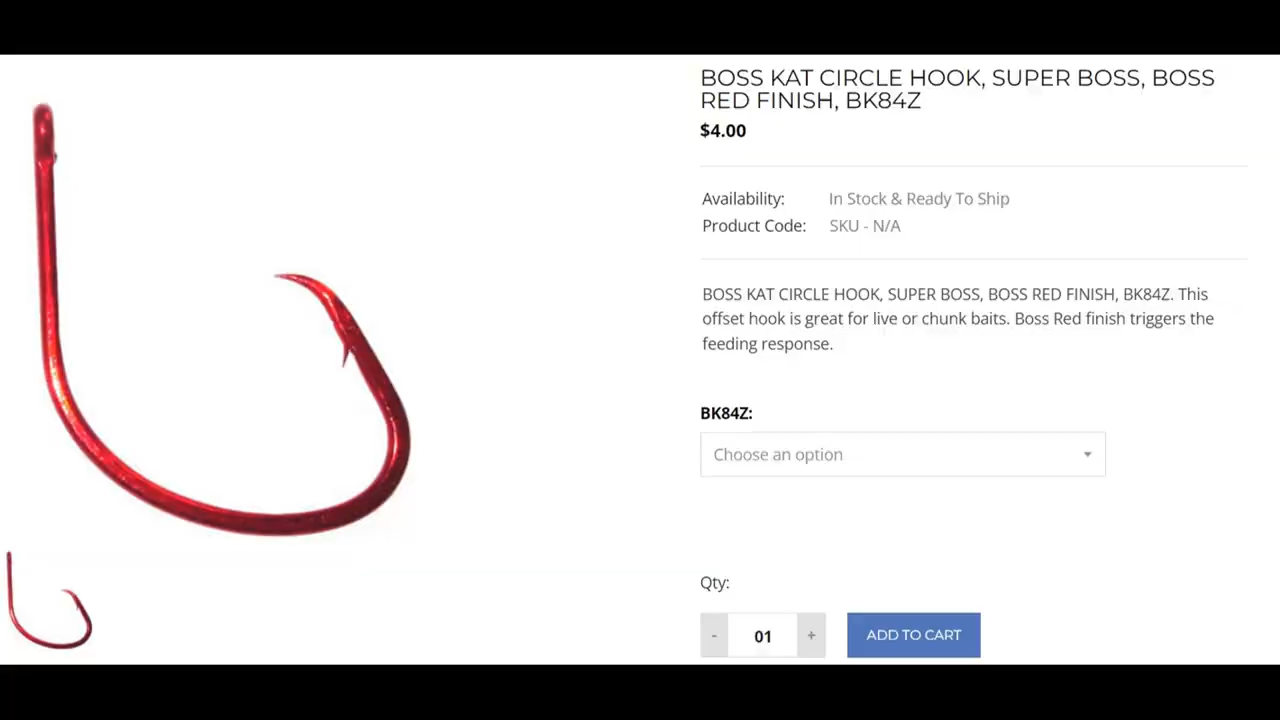 BOSS KAT CIRCLE HOOK, SUPER BOSS, BOSS
RED FINISH, BK84Z
$4.00
Availability: In Stock & Ready To Ship
Product Code: SKU - N/A
BOSS KAT CIRCLE HOOK, SUPER BOSS, BOSS RED FINISH, BK84Z. This
offset hook is great for live or chunk baits. Boss Red finish triggers the
feeding response.
BK84Z:
Choose an option
Qty:
- 01 +
ADD TO CART